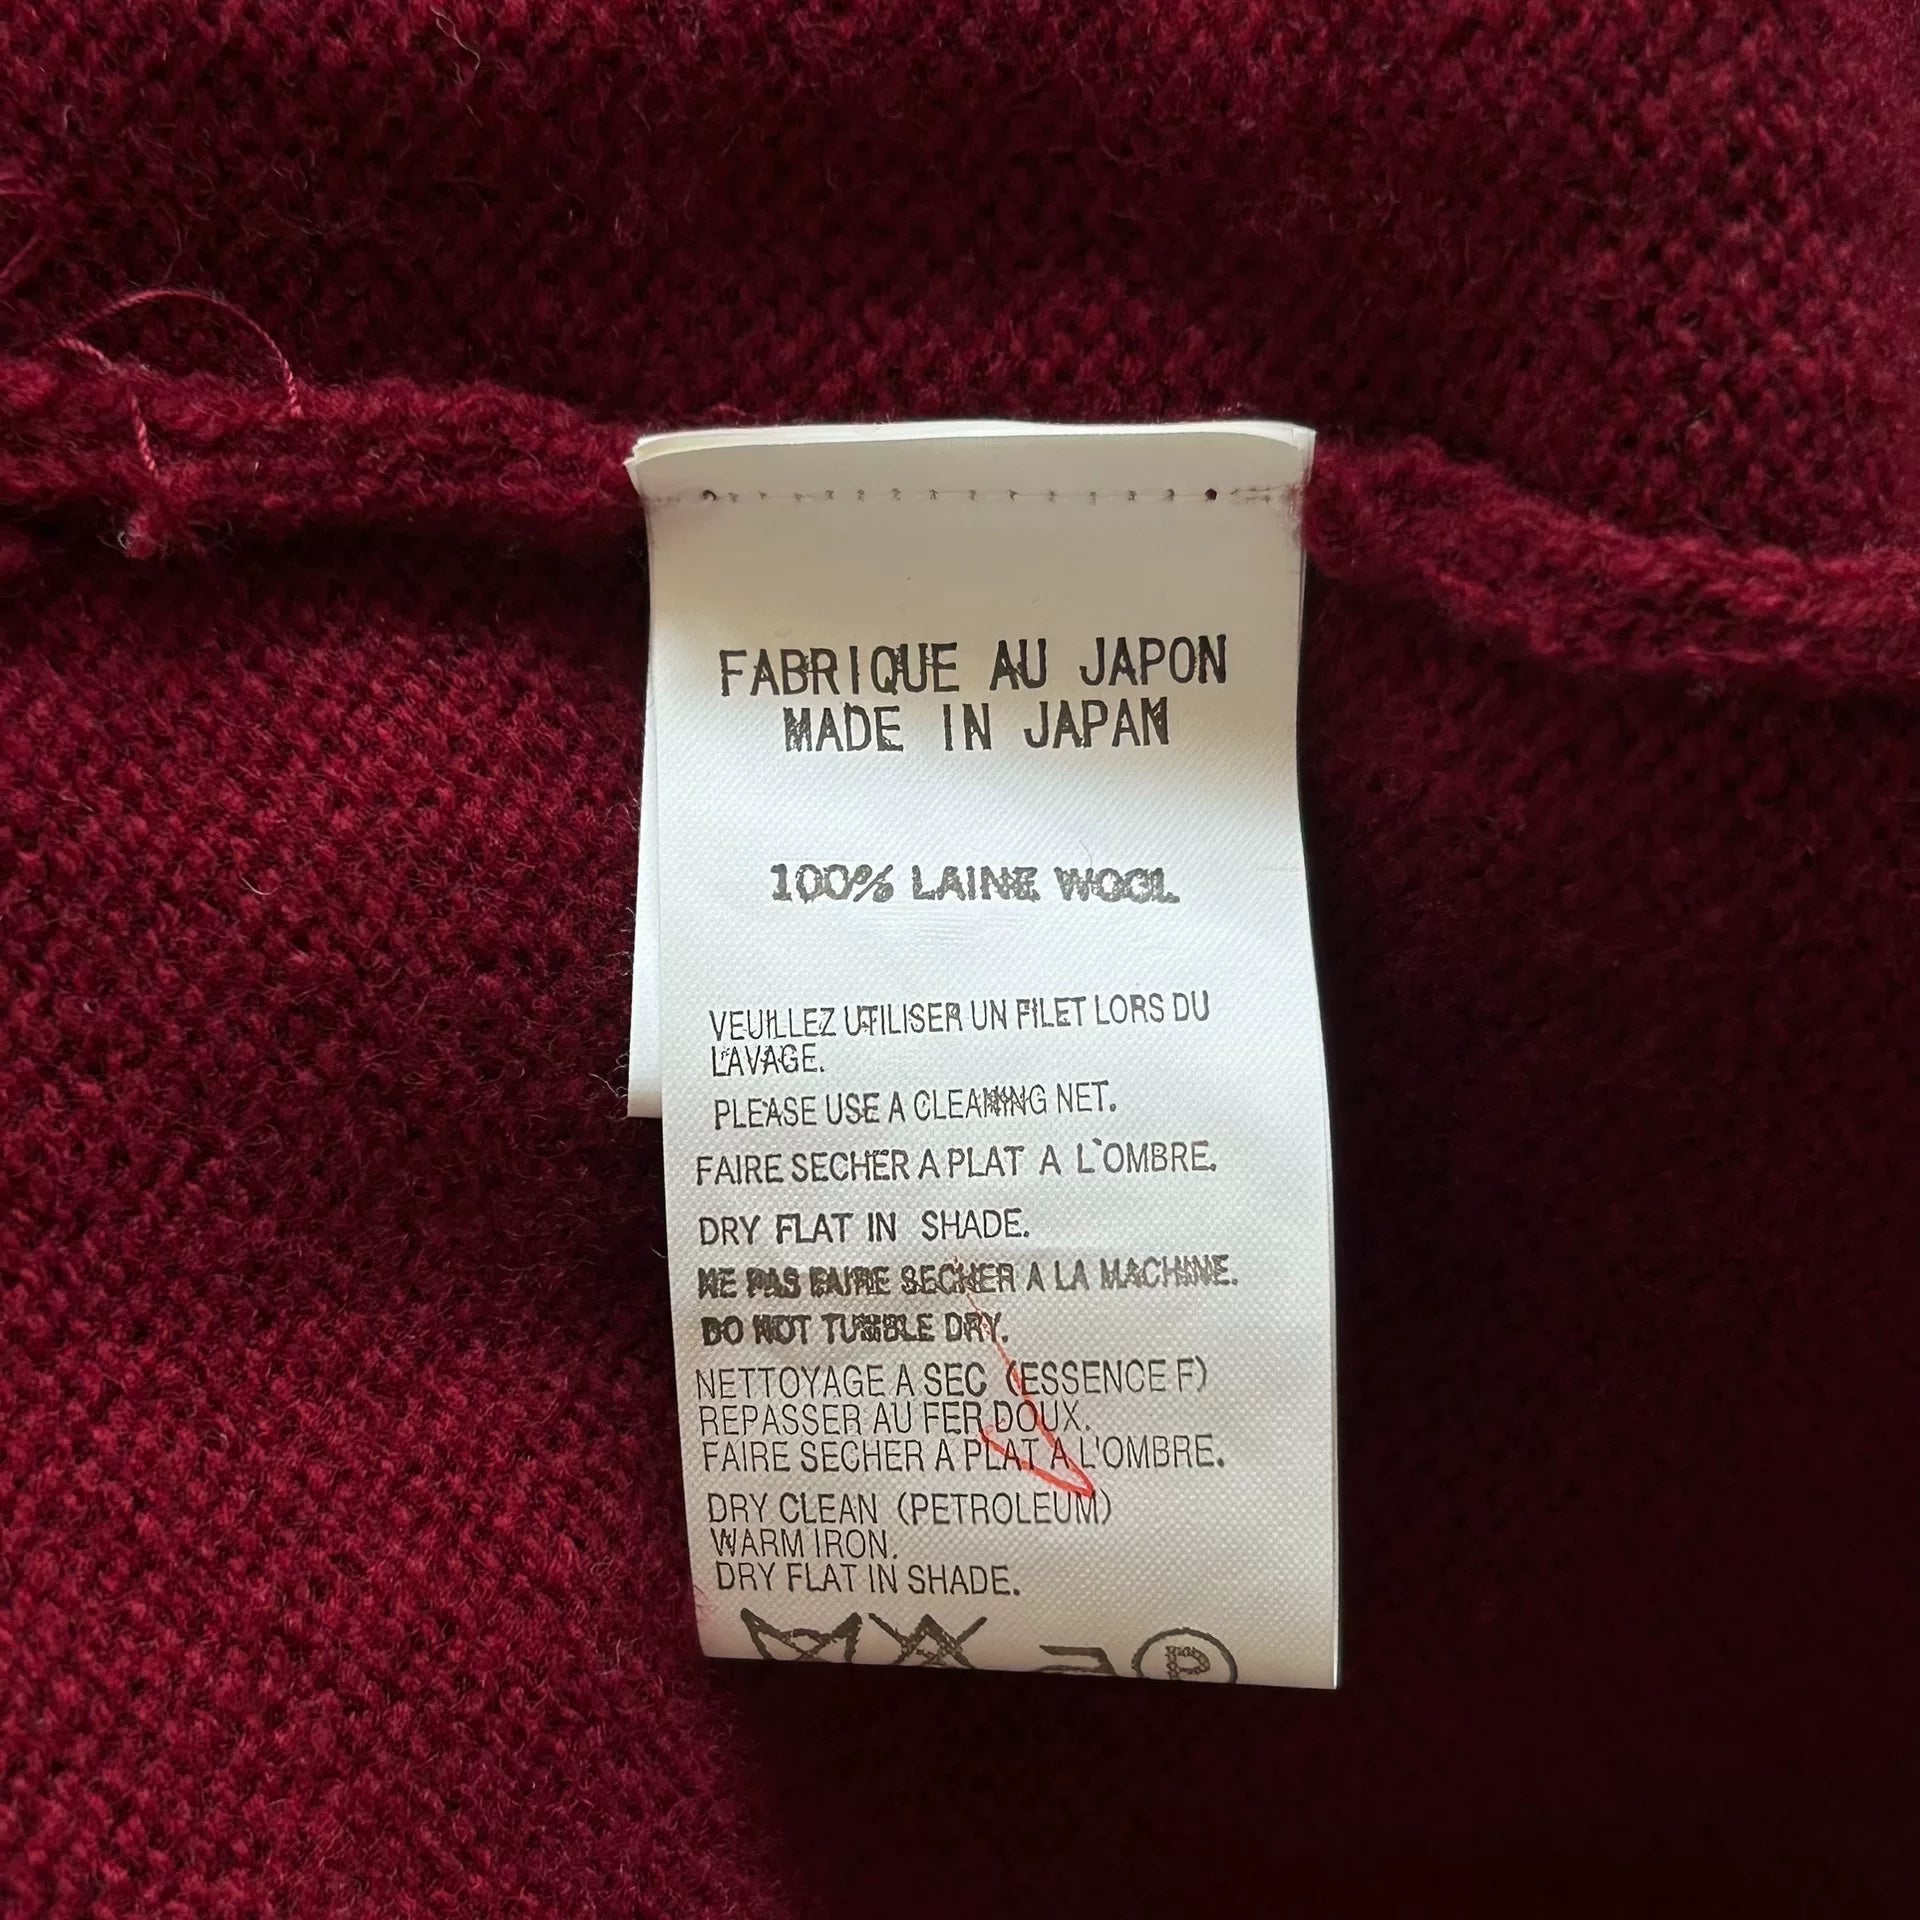 FABRIQUE AU JAPON
MADE IN JAPAN
100% LAINE WOOL
VEUILLEZ UTILISER UN FILET LORS DU
LAVAGE.
PLEASE USE A CLEANING NET.
FAIRE SECHER A PLAT A L`OMBRE.
DRY FLAT IN SHADE.
NE PAS FAIRE SECHER A LA MACHINE.
DO NOT TUMBLE DRY.
NETTOYAGE A SEC (ESSENCE F)
REPASSER AU FER DOUX.
FAIRE SECHER A PLAT A L'OMBRE.
DRY CLEAN (PETROLEUM)
WARM IRON.
DRY FLAT IN SHADE.
P